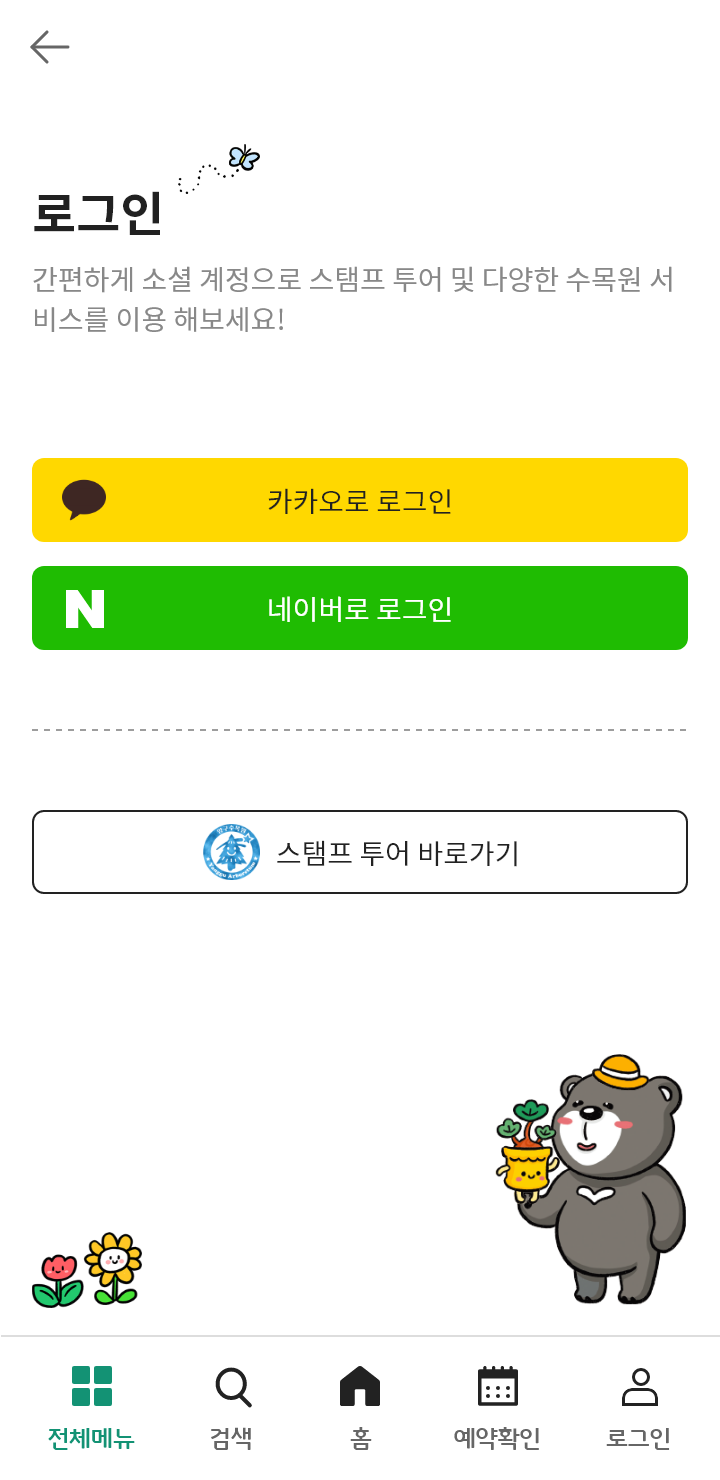 로그인
간편하게 소셜 계정으로 스탬프 투어 및 다양한 수목원 서
비스를 이용 해보세요!
카카오로 로그인
N 네이버로 로그인
스탬프 투어 바로가기
전체메뉴 검색 홈 예약확인 로그인